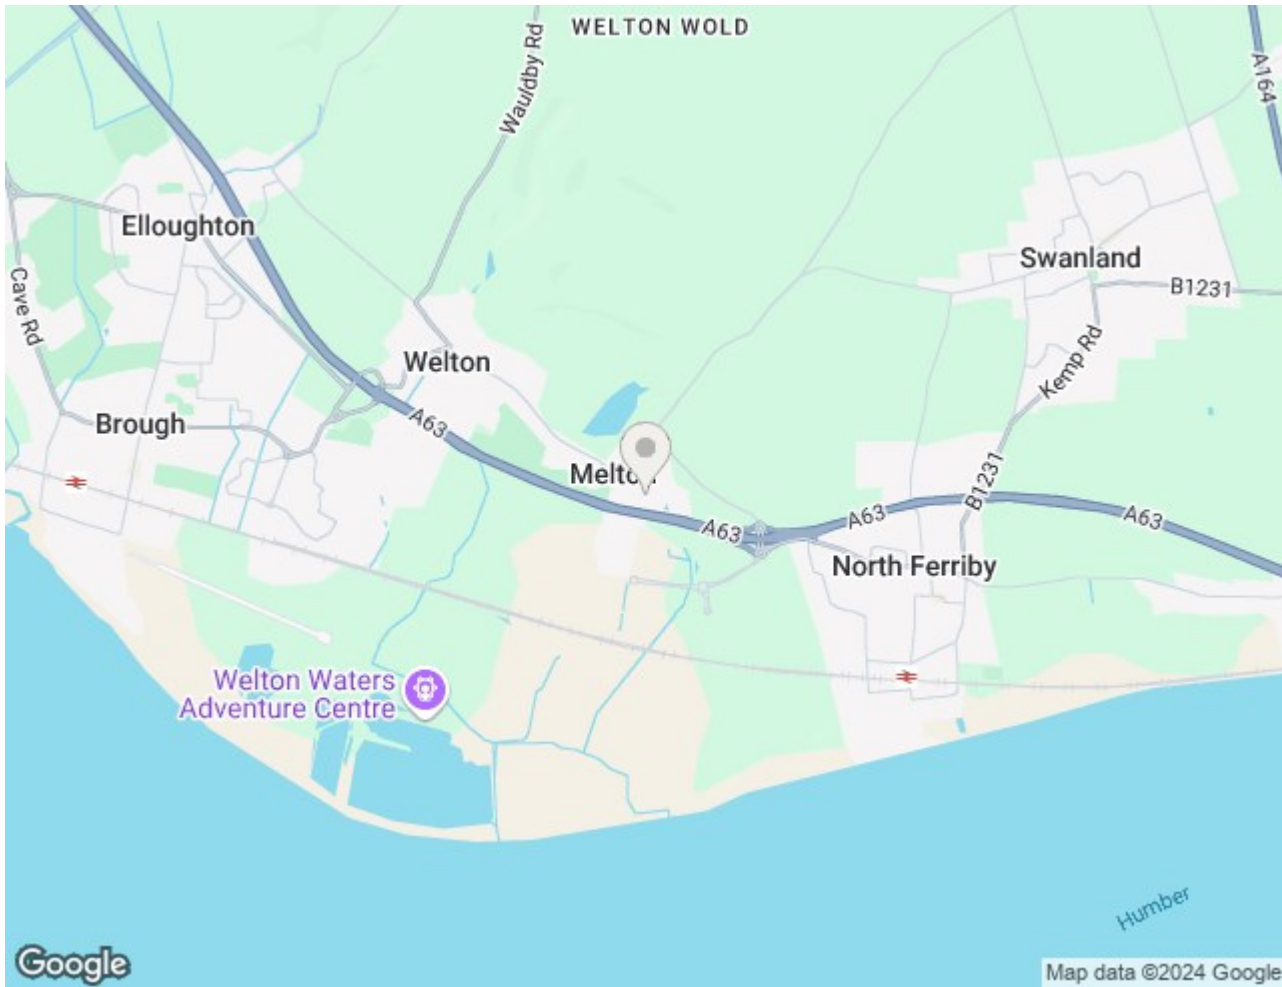 WELTON WOLD
Wauldby Rd
A164
Elloughton
Swanland
Cave Rd
B1231
Welton
Kemp Rd
Brough
A63
Melton
B1231
A63
A63
A63
North Ferriby
Welton Waters
Adventure Centre
Humber
Google
Map data ©2024 Google